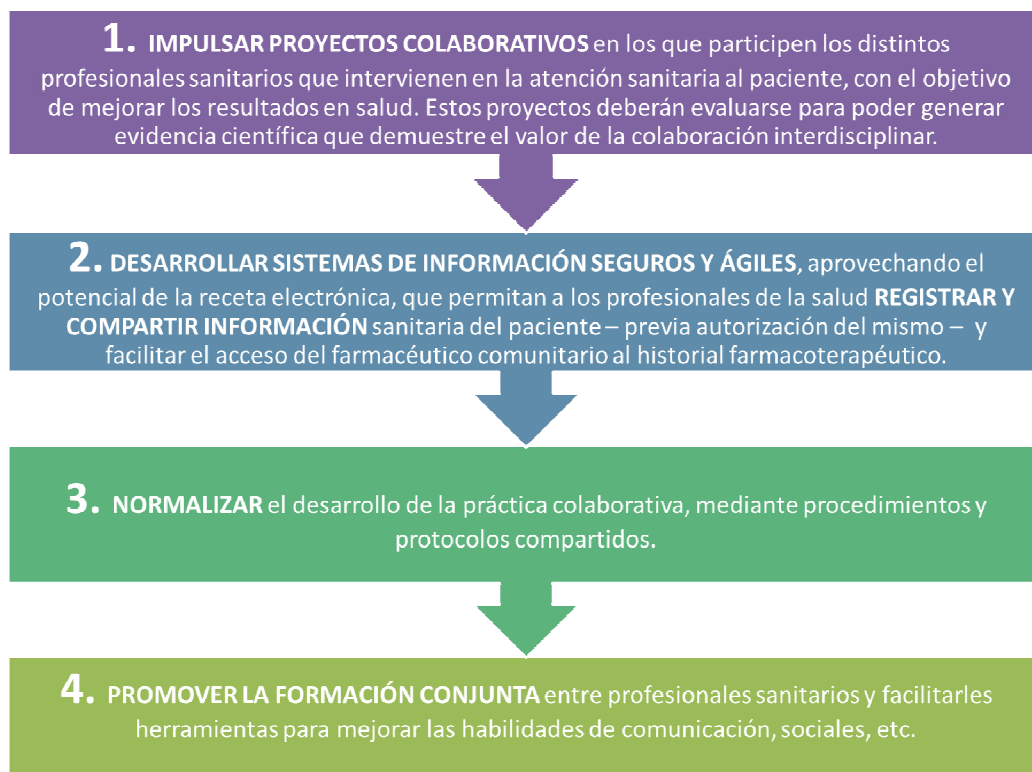 1. IMPULSAR PROYECTOS COLABORATIVOS en los que participen los distintos
profesionales sanitarios que intervienen en la atención sanitaria al paciente, con el objetivo
de mejorar los resultados en salud. Estos proyectos deberán evaluarse para poder generar
evidencia científica que demuestre el valor de la colaboración interdisciplinar.
2. DESARROLLAR SISTEMAS DE INFORMACIÓN SEGUROS Y ÁGILES, aprovechando el
potencial de la receta electrónica, que permitan a los profesionales de la salud REGISTRAR Y
COMPARTIR INFORMACIÓN sanitaria del paciente – previa autorización del mismo – y
facilitar el acceso del farmacéutico comunitario al historial farmacoterapéutico.
3. NORMALIZAR el desarrollo de la práctica colaborativa, mediante procedimientos y
protocolos compartidos.
4. PROMOVER LA FORMACIÓN CONJUNTA entre profesionales sanitarios y facilitarles
herramientas para mejorar las habilidades de comunicación, sociales, etc.